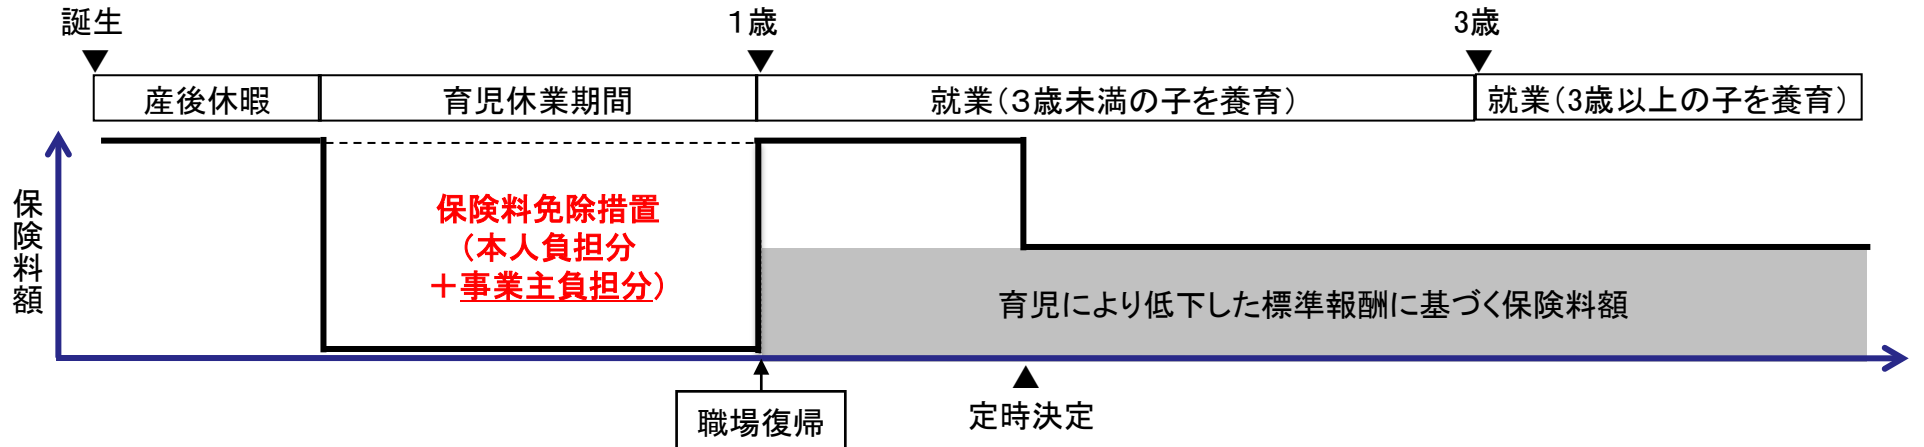 誕生
1歳
3歳
産後休暇
育児休業期間
就業(３歳未満の子を養育)
就業(3歳以上の子を養育)
保険料額
保険料免除措置
(本人負担分
＋事業主負担分)
育児により低下した標準報酬に基づく保険料額
職場復帰
定時決定